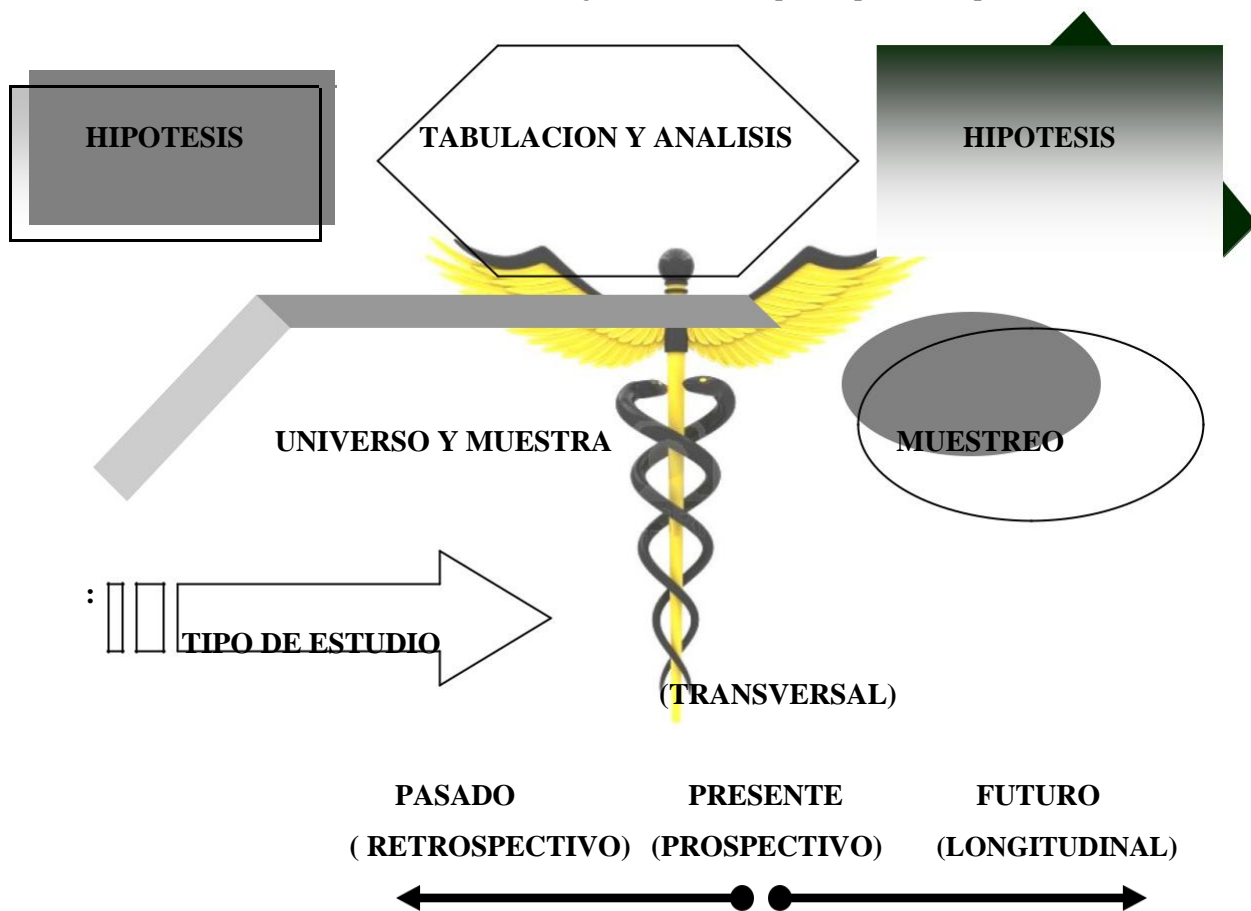 HIPOTESIS
TABULACION Y ANALISIS
HIPOTESIS
UNIVERSO Y MUESTRA
MUESTREO
:
TIPO DE ESTUDIO
(TRANSVERSAL)
PASADO PRESENTE FUTURO
( RETROSPECTIVO) (PROSPECTIVO) (LONGITUDINAL)